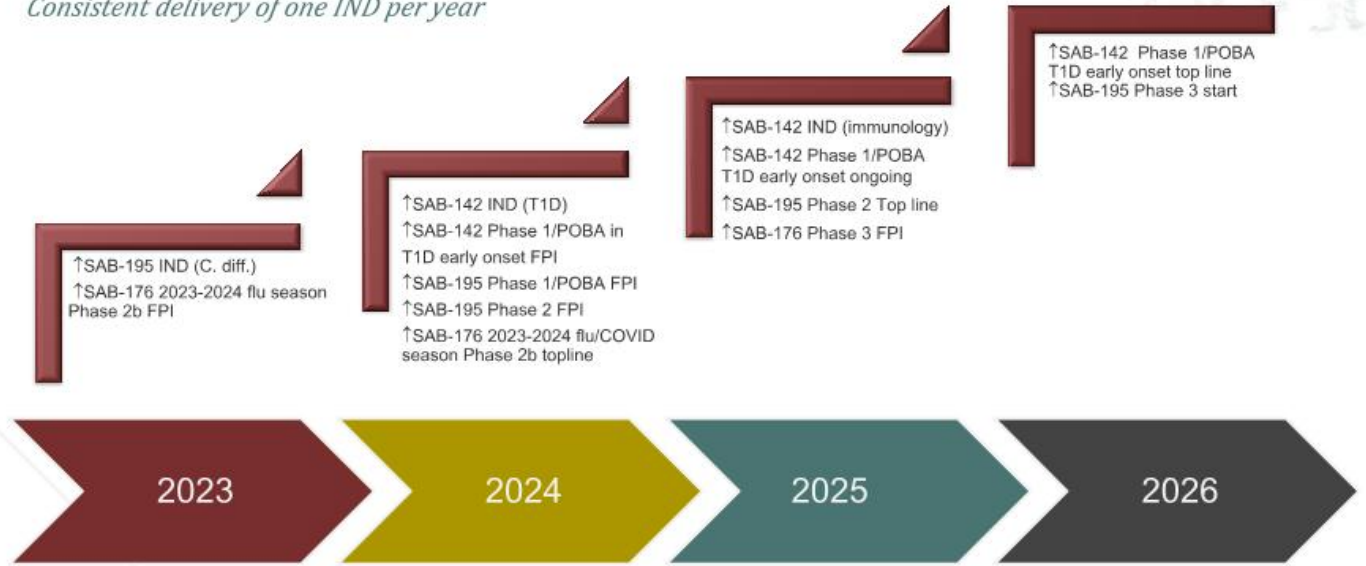 Consistent delivery of one IND per year
↑SAB-195 IND (C. diff.)
↑SAB-176 2023-2024 flu season
Phase 2b FPI
↑SAB-142 IND (T1D)
↑SAB-142 Phase 1/POBA in
T1D early onset FPI
↑SAB-195 Phase 1/POBA FPI
↑SAB-195 Phase 2 FPI
↑SAB-176 2023-2024 flu/COVID
season Phase 2b topline
↑SAB-142 IND (immunology)
↑SAB-142 Phase 1/POBA
T1D early onset ongoing
↑SAB-195 Phase 2 Top line
↑SAB-176 Phase 3 FPI
↑SAB-142 Phase 1/POBA
T1D early onset top line
↑SAB-195 Phase 3 start
2023
2024
2025
2026